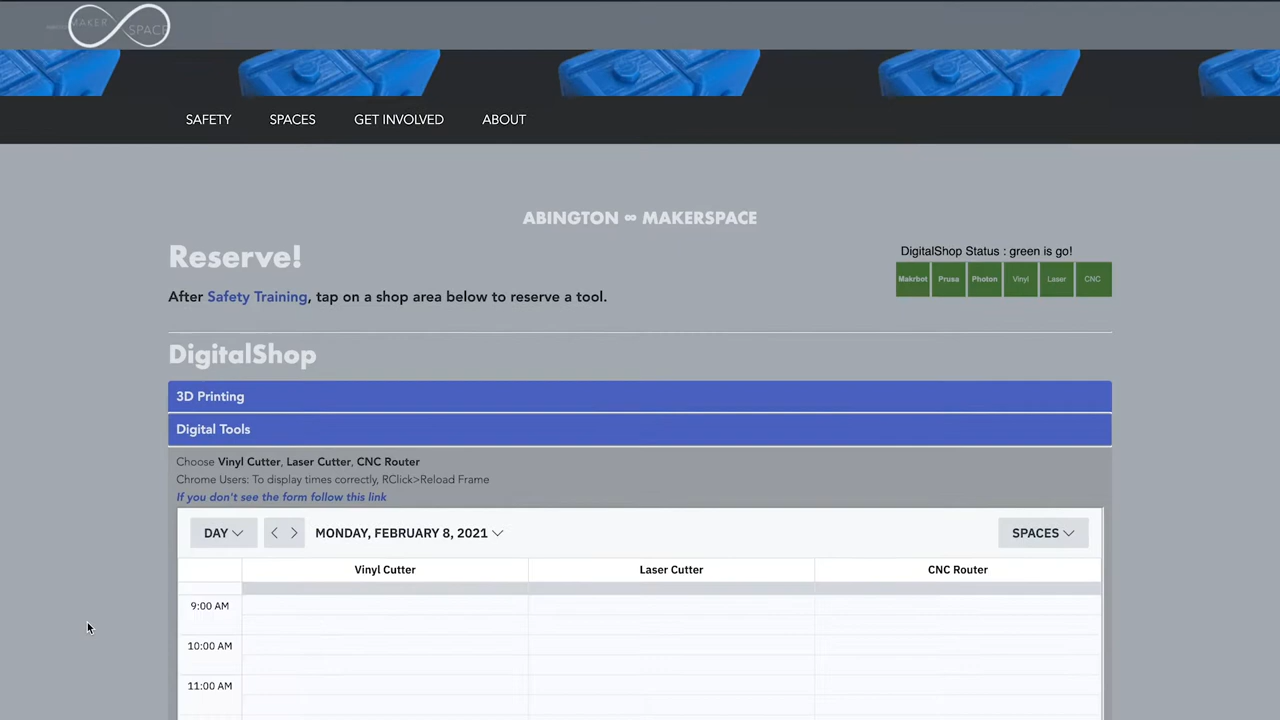 ABINGTON MAKER SPACE
SAFETY SPACES GET INVOLVED ABOUT
ABINGTON ∞ MAKERSPACE
Reserve!
After Safety Training, tap on a shop area below to reserve a tool.
DigitalShop Status : green is go!
Makrbot Prusa Photon Vinyl Laser CNC
DigitalShop
3D Printing
Digital Tools
Choose Vinyl Cutter, Laser Cutter, CNC Router
Chrome Users: To display times correctly, RClick>Reload Frame
If you don't see the form follow this link
DAY MONDAY, FEBRUARY 8, 2021 SPACES
Vinyl Cutter Laser Cutter CNC Router
9:00 AM
10:00 AM
11:00 AM